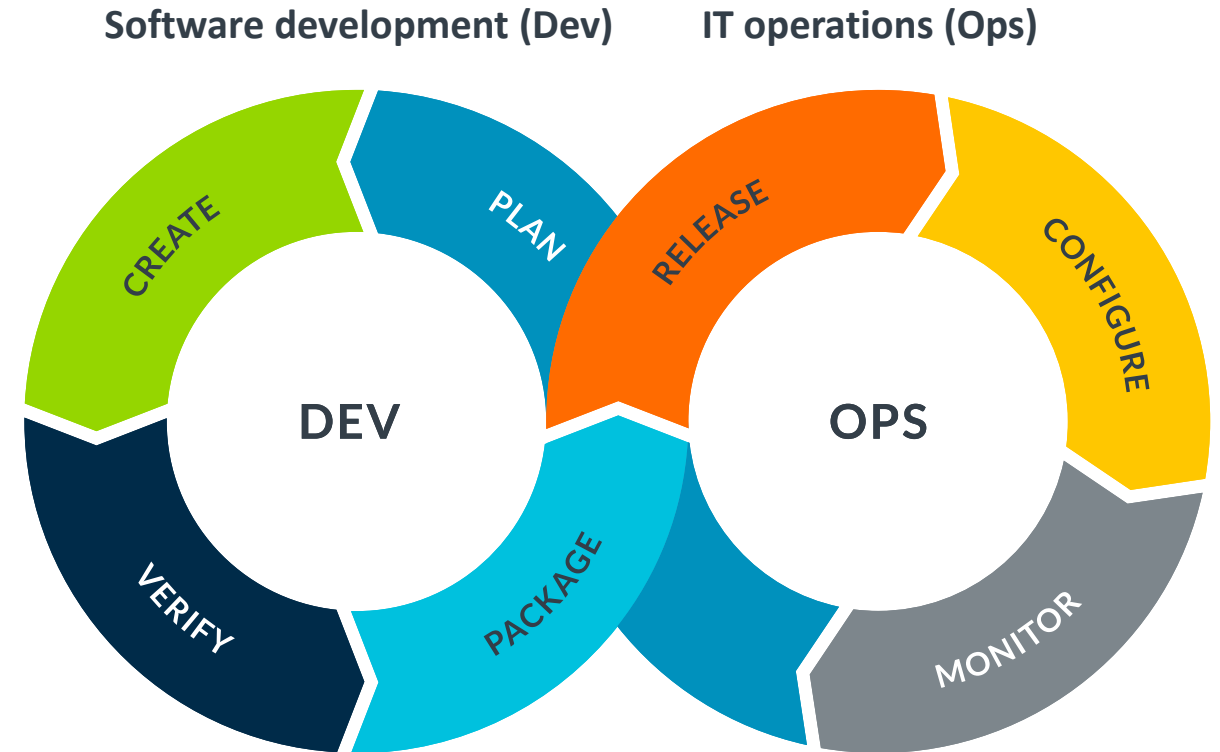 Software development (Dev)
IT operations (Ops)
CREATE
PLAN
RELEASE
CONFIGURE
DEV
OPS
VERIFY
PACKAGE
MONITOR